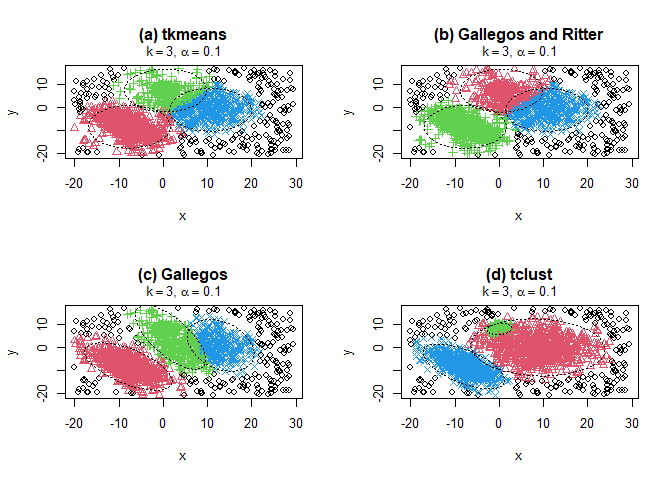 (a) tkmeans
k = 3, α = 0.1
y
10
0
-20
-20 -10 0 10 20 30
x
(b) Gallegos and Ritter
k = 3, α = 0.1
y
10
0
-20
-20 -10 0 10 20 30
x
(c) Gallegos
k = 3, α = 0.1
y
10
0
-20
-20 -10 0 10 20 30
x
(d) tclust
k = 3, α = 0.1
y
10
0
-20
-20 -10 0 10 20 30
x